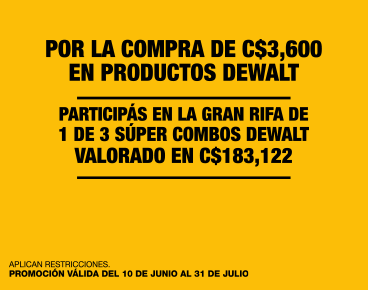 POR LA COMPRA DE C$3,600
EN PRODUCTOS DEWALT
PARTICIPÁS EN LA GRAN RIFA DE
1 DE 3 SÚPER COMBOS DEWALT
VALORADO EN C$183,122
APLICAN RESTRICCIONES.
PROMOCIÓN VÁLIDA DEL 10 DE JUNIO AL 31 DE JULIO